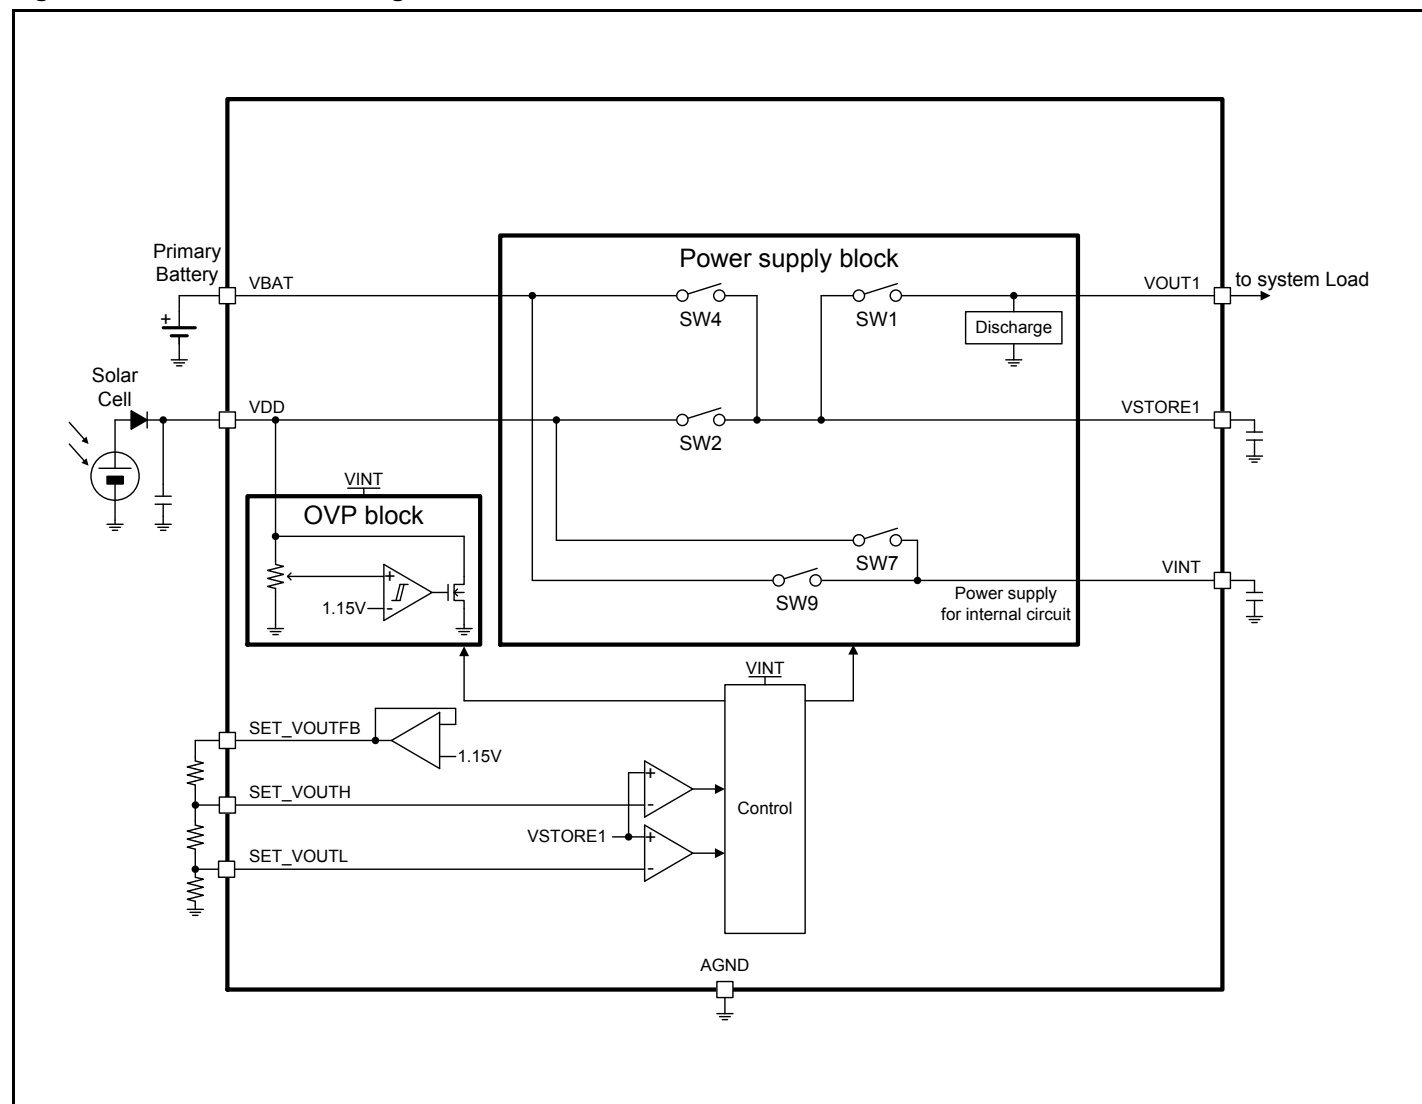 Power supply block
Primary
Battery
VBAT
SW4
SW1
VOUT1
to system Load
Discharge
+
Solar
Cell
VDD
SW2
VSTORE1
VINT
OVP block
+
1.15V
-
SW7
SW9
VINT
Power supply
for internal circuit
VINT
SET_VOUTFB
1.15V
SET_VOUTH
+
-
Control
VSTORE1
+
SET_VOUTL
-
AGND